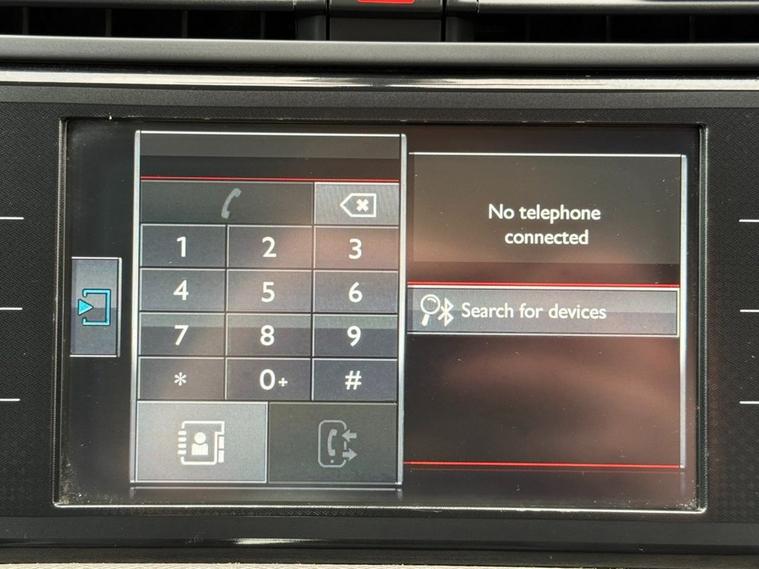 No telephone
connected
1 2 3
4 5 6
Search for devices
7 8 9
* 0+ #